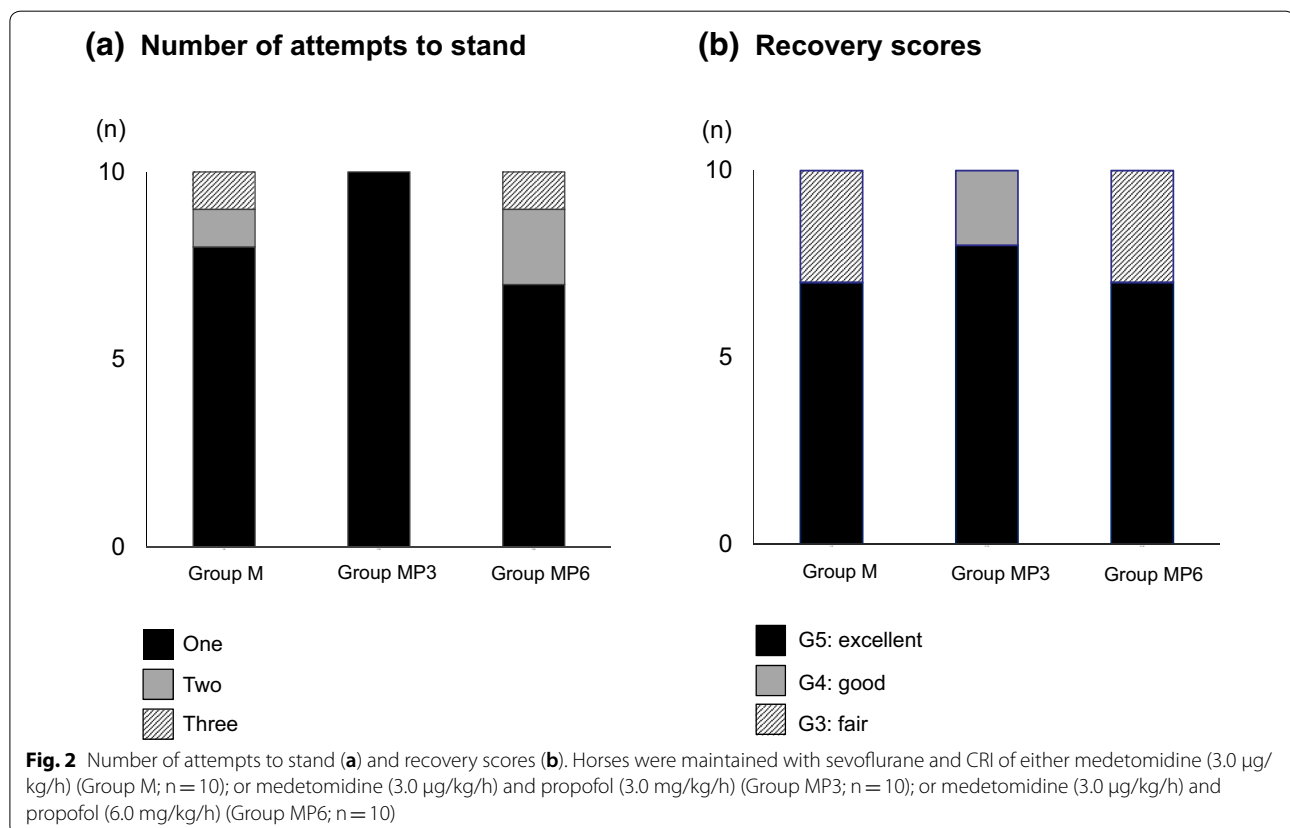 (a) Number of attempts to stand
(n)
10
5
0
Group M
Group MP3
Group MP6
One
Two
Three
(b) Recovery scores
(n)
10
5
0
Group M
Group MP3
Group MP6
G5: excellent
G4: good
G3: fair
Fig. 2 Number of attempts to stand (a) and recovery scores (b). Horses were maintained with sevoflurane and CRI of either medetomidine (3.0 µg/
kg/h) (Group M; n = 10); or medetomidine (3.0 µg/kg/h) and propofol (3.0 mg/kg/h) (Group MP3; n = 10); or medetomidine (3.0 µg/kg/h) and
propofol (6.0 mg/kg/h) (Group MP6; n = 10)